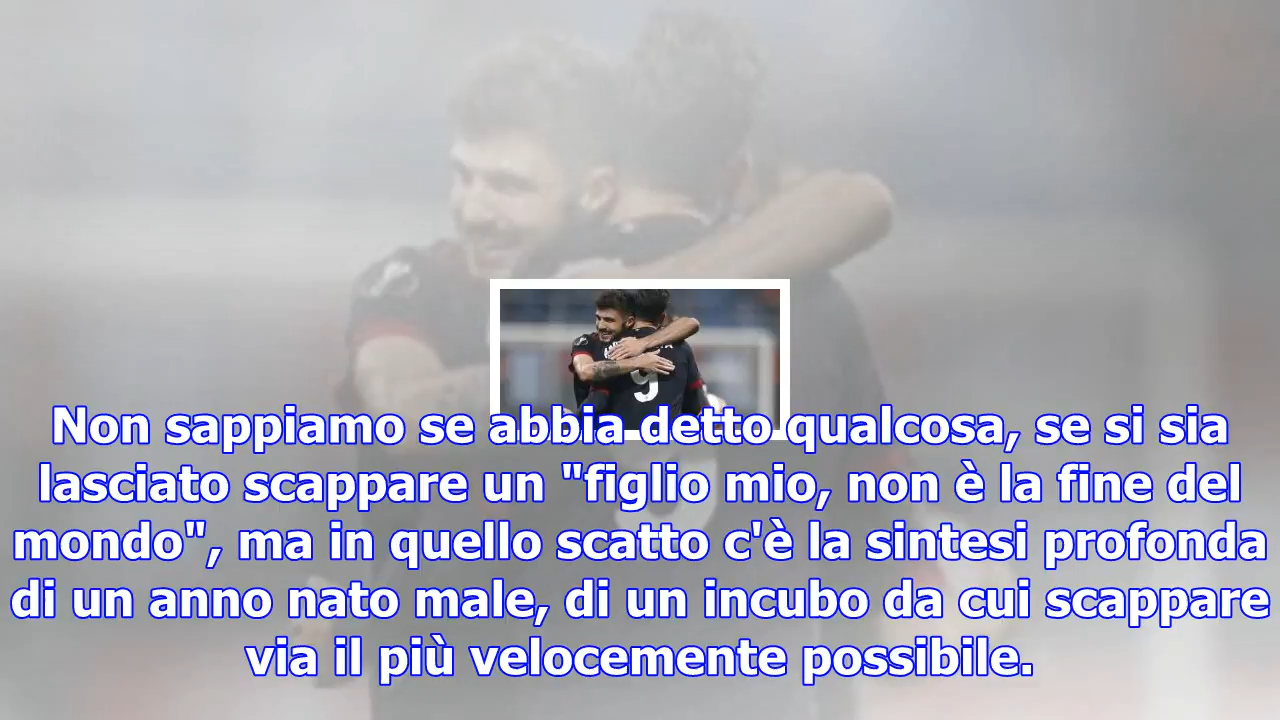 9
Non sappiamo se abbia detto qualcosa, se si sia
lasciato scappare un "figlio mio, non è la fine del
mondo", ma in quello scatto c'è la sintesi profonda
di un anno nato male, di un incubo da cui scappare
via il più velocemente possibile.